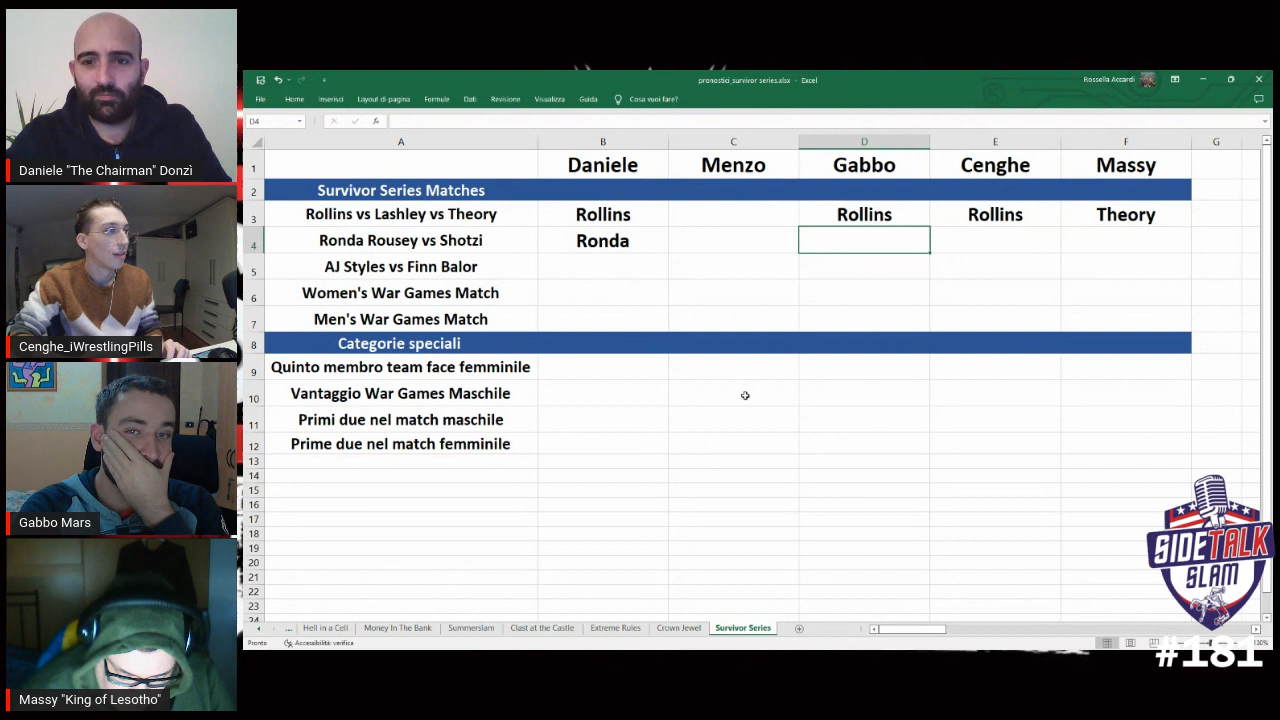 Daniele "The Chairman" Donzì
Cenghe_iWrestlingPills
Gabbo Mars
Massy "King of Lesotho"
pronostici_survivor series.xlsx - Excel
Rossella Accardi
File Home Inserisci Layout di pagina Formule Dati Revisione Visualizza Guida Cosa vuoi fare?
D4 fx
A B C D E F G
1 Daniele Menzo Gabbo Cenghe Massy
2 Survivor Series Matches
3 Rollins vs Lashley vs Theory Rollins Rollins Rollins Theory
4 Ronda Rousey vs Shotzi Ronda
5 AJ Styles vs Finn Balor
6 Women's War Games Match
7 Men's War Games Match
8 Categorie speciali
9 Quinto membro team face femminile
10 Vantaggio War Games Maschile
11 Primi due nel match maschile
12 Prime due nel match femminile
13
14
15
16
17
18
19
20
21
22
23
24
... Hell in a Cell Money In The Bank Summerslam Clast at the Castle Extreme Rules Crown Jewel Survivor Series
Pronto Accessibilità: verifica
SIDETALK
SLAM
#181